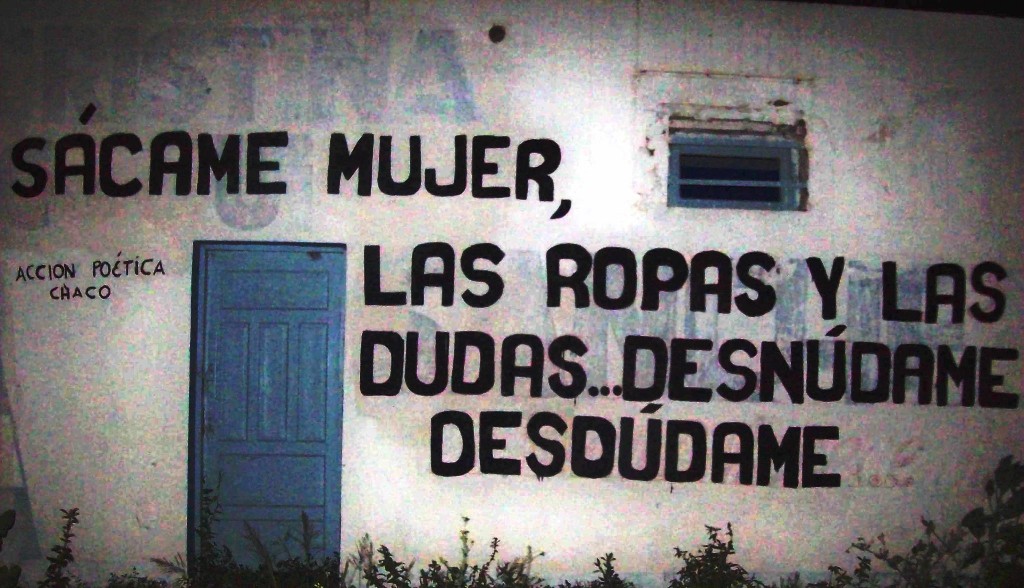 SÁCAME MUJER,
ACCION POÉTICA
CHACO
LAS ROPAS Y LAS
DUDAS...DESNÚDAME
DESDÚDAME